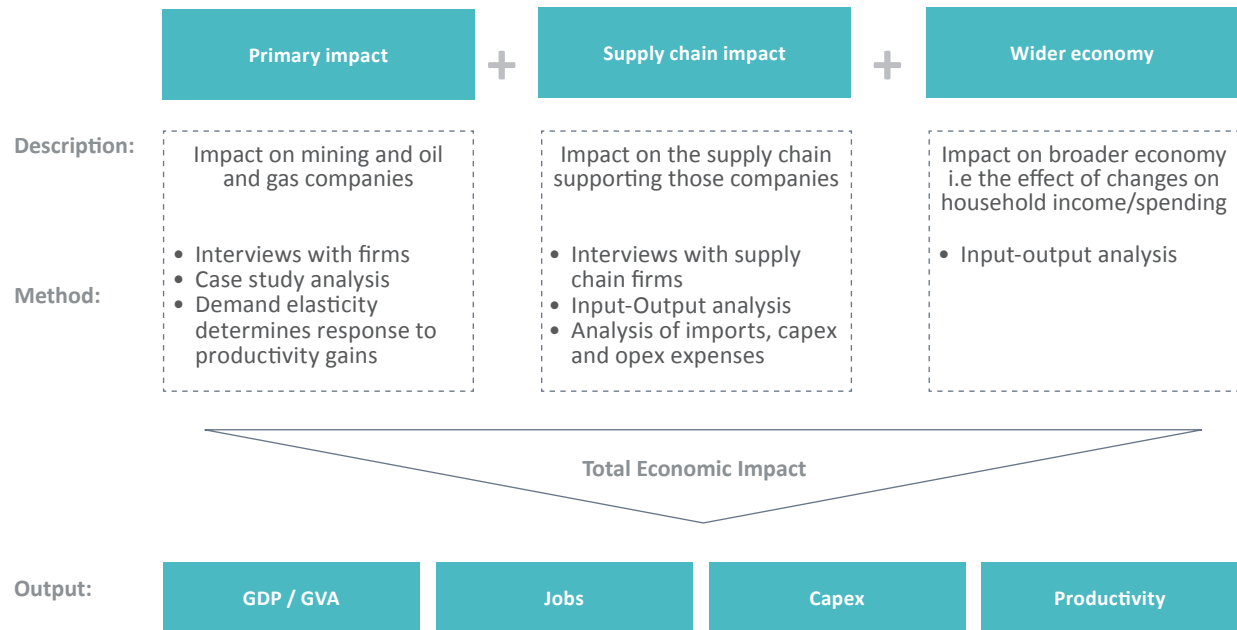 Primary impact
+
Supply chain impact
+
Wider economy
Description:
Impact on mining and oil
and gas companies
Impact on the supply chain
supporting those companies
Impact on broader economy
i.e the effect of changes on
household income/spending
Method:
• Interviews with firms
• Case study analysis
• Demand elasticity
determines response to
productivity gains
• Interviews with supply
chain firms
• Input-Output analysis
• Analysis of imports, capex
and opex expenses
• Input-output analysis
Total Economic Impact
Output:
GDP / GVA
Jobs
Capex
Productivity